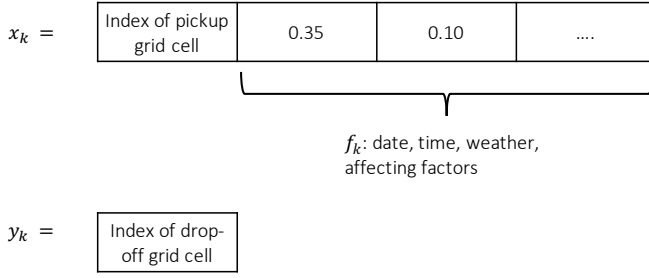 x_k =
Index of pickup
grid cell
0.35
0.10
....
f_k: date, time, weather,
affecting factors
y_k =
Index of drop-
off grid cell